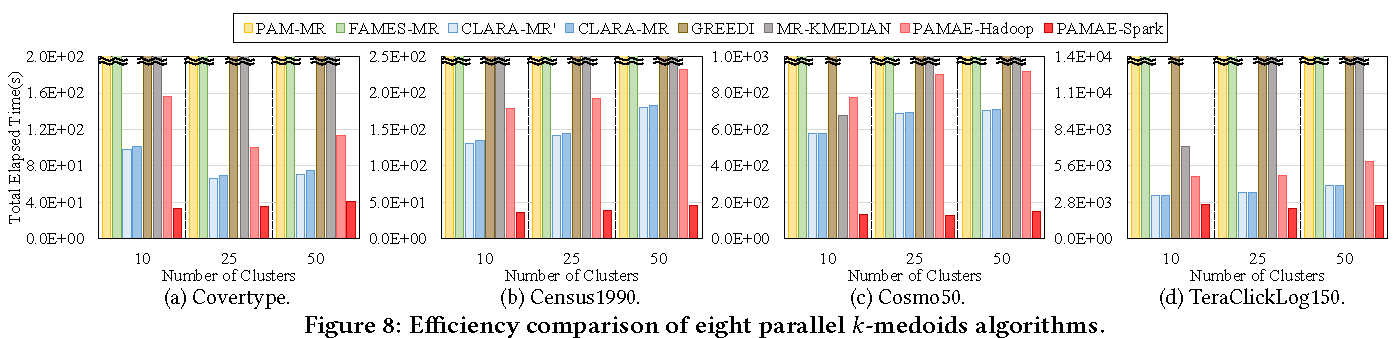 PAM-MR FAMES-MR CLARA-MR' CLARA-MR GREEDI MR-KMEDIAN PAMAE-Hadoop PAMAE-Spark
Total Elapsed Time(s)
2.0E+02
1.6E+02
1.2E+02
8.0E+01
4.0E+01
0.0E+00
10 25 50
Number of Clusters
(a) Covertype.
2.5E+02
2.0E+02
1.5E+02
1.0E+02
5.0E+01
0.0E+00
10 25 50
Number of Clusters
(b) Census1990.
1.0E+03
8.0E+02
6.0E+02
4.0E+02
2.0E+02
0.0E+00
10 25 50
Number of Clusters
(c) Cosmo50.
1.4E+04
1.1E+04
8.4E+03
5.6E+03
2.8E+03
0.0E+00
10 25 50
Number of Clusters
(d) TeraClickLog150.
Figure 8: Efficiency comparison of eight parallel k-medoids algorithms.